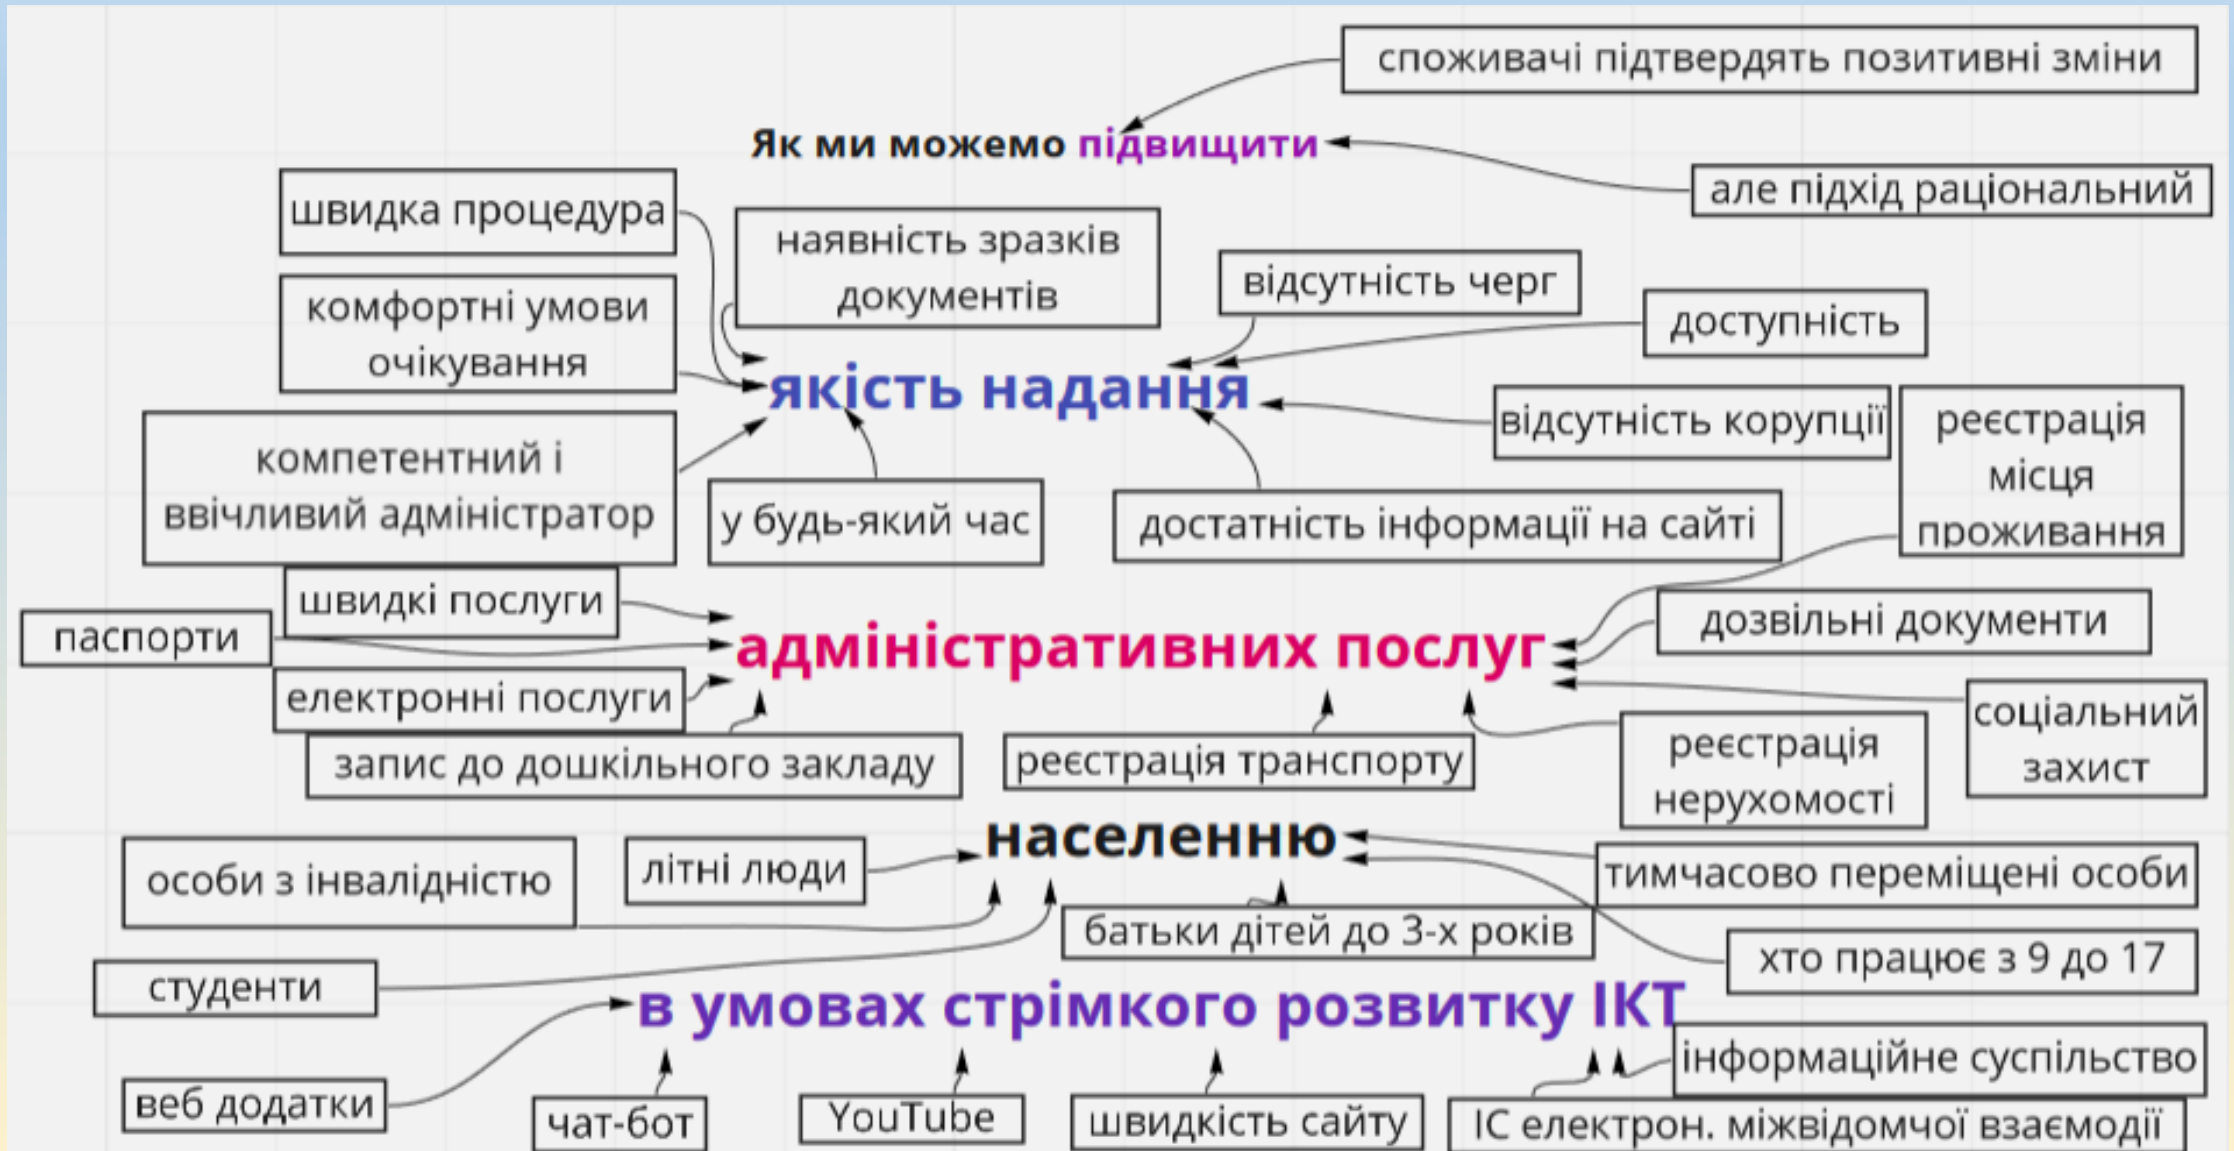 споживачі підтвердять позитивні зміни
Як ми можемо підвищити
але підхід раціональний
швидка процедура
наявність зразків
документів
відсутність черг
комфортні умови
очікування
доступність
якість надання
відсутність корупції
реєстрація
місця
проживання
компетентний і
ввічливий адміністратор
у будь-який час
достатність інформації на сайті
швидкі послуги
паспорти
дозвільні документи
адміністративних послуг
електронні послуги
соціальний
захист
запис до дошкільного закладу
реєстрація транспорту
реєстрація
нерухомості
населенню
особи з інвалідністю
літні люди
тимчасово переміщені особи
батьки дітей до 3-х років
хто працює з 9 до 17
студенти
в умовах стрімкого розвитку ІКТ
інформаційне суспільство
веб додатки
чат-бот
YouTube
швидкість сайту
ІС електрон. міжвідомчої взаємодії